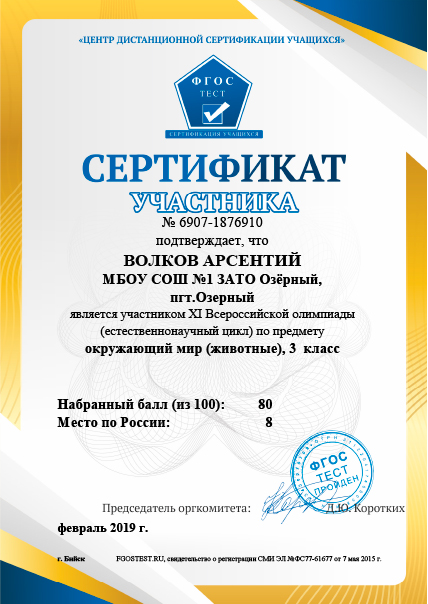 «ЦЕНТР ДИСТАНЦИОННОЙ СЕРТИФИКАЦИИ УЧАЩИХСЯ»
ФГОС
ТЕСТ
СЕРТИФИКАЦИЯ УЧАЩИХСЯ
СЕРТИФИКАТ
УЧАСТНИКА
№ 6907-1876910
подтверждает, что
ВОЛКОВ АРСЕНТИЙ
МБОУ СОШ №1 ЗАТО Озёрный,
пгт.Озерный
является участником XI Всероссийской олимпиады
(естественнонаучный цикл) по предмету
окружающий мир (животные), 3 класс
Набранный балл (из 100): 80
Место по России: 8
ФГОС
ТЕСТ
ПРОЙДЕН
Председатель оргкомитета: Д.Ю. Коротких
февраль 2019 г.
г. Бийск FGOSTEST.RU, свидетельство о регистрации СМИ ЭЛ №ФС77-61677 от 7 мая 2015 г.